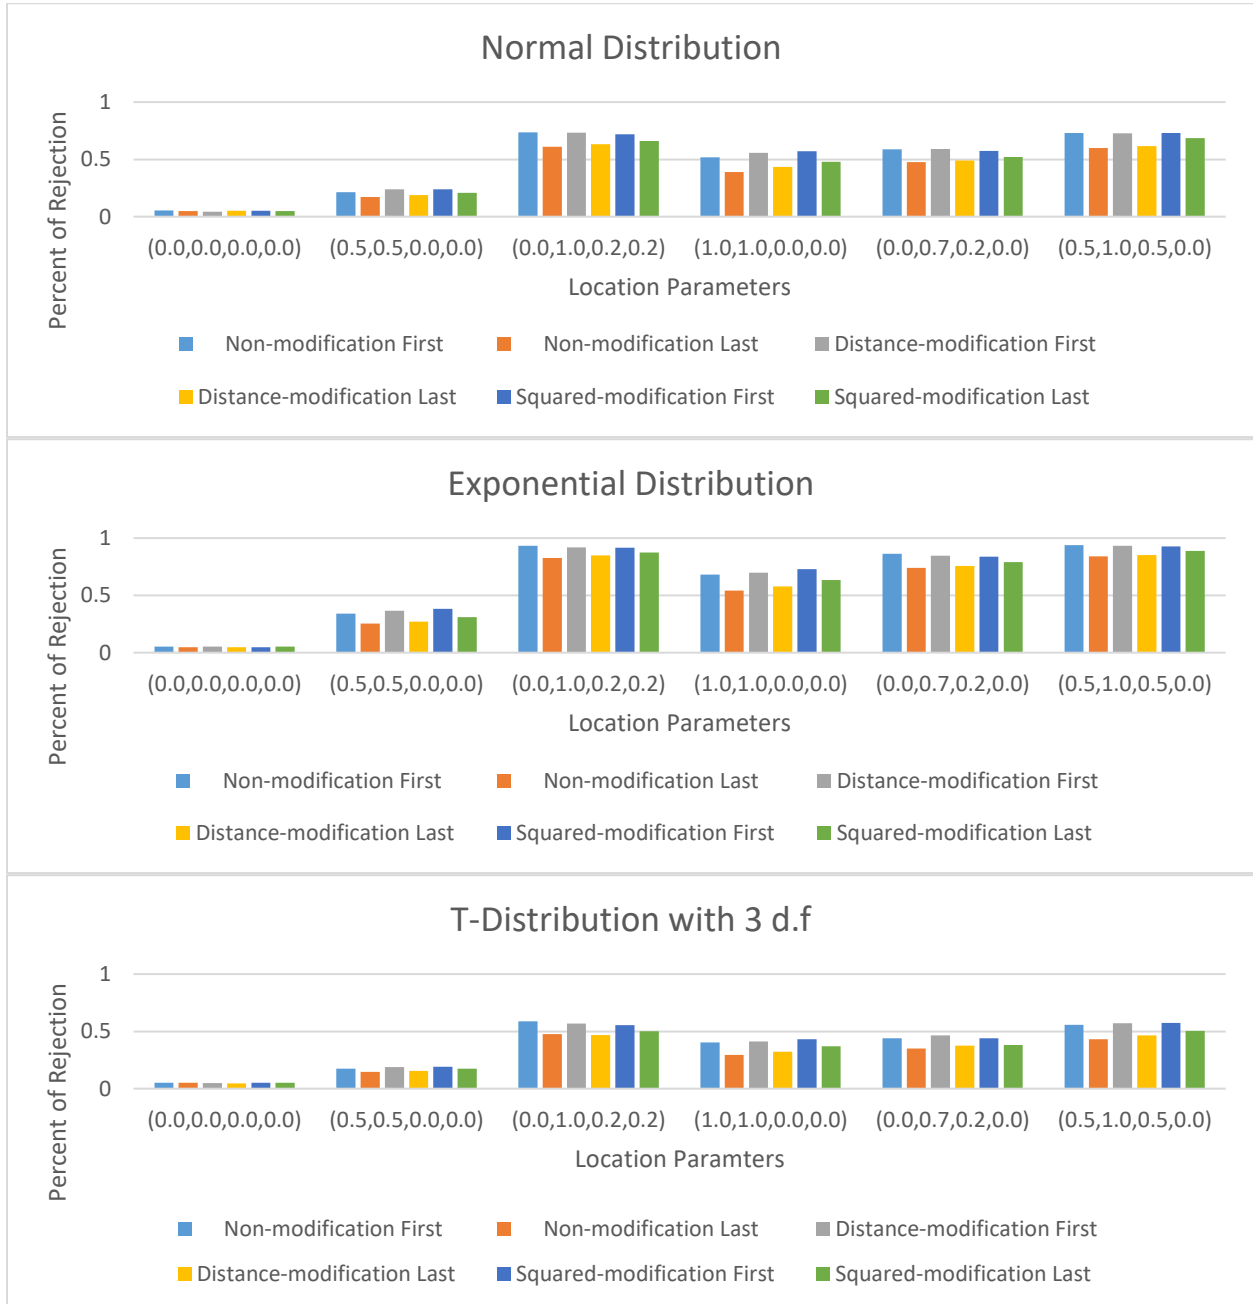 Normal Distribution
Percent of Rejection
1
0.5
0
(0.0,0.0,0.0,0.0) (0.5,0.5,0.0,0.0) (0.0,1.0,0.2,0.2) (1.0,1.0,0.0,0.0) (0.0,0.7,0.2,0.0) (0.5,1.0,0.5,0.0)
Location Parameters
Non-modification First Non-modification Last Distance-modification First
Distance-modification Last Squared-modification First Squared-modification Last
Exponential Distribution
Percent of Rejection
1
0.5
0
(0.0,0.0,0.0,0.0) (0.5,0.5,0.0,0.0) (0.0,1.0,0.2,0.2) (1.0,1.0,0.0,0.0) (0.0,0.7,0.2,0.0) (0.5,1.0,0.5,0.0)
Location Parameters
Non-modification First Non-modification Last Distance-modification First
Distance-modification Last Squared-modification First Squared-modification Last
T-Distribution with 3 d.f
Percent of Rejection
1
0.5
0
(0.0,0.0,0.0,0.0) (0.5,0.5,0.0,0.0) (0.0,1.0,0.2,0.2) (1.0,1.0,0.0,0.0) (0.0,0.7,0.2,0.0) (0.5,1.0,0.5,0.0)
Location Paramters
Non-modification First Non-modification Last Distance-modification First
Distance-modification Last Squared-modification First Squared-modification Last